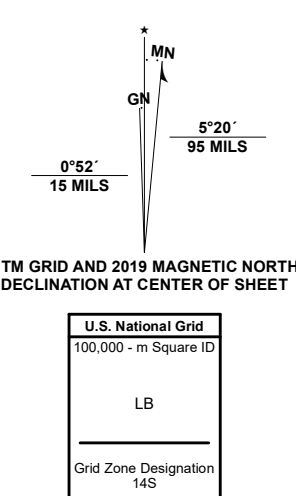 ★
MN
GN
5°20´
95 MILS
0°52´
15 MILS
TM GRID AND 2019 MAGNETIC NORTH
DECLINATION AT CENTER OF SHEET
U.S. National Grid
100,000 - m Square ID
LB
Grid Zone Designation
14S